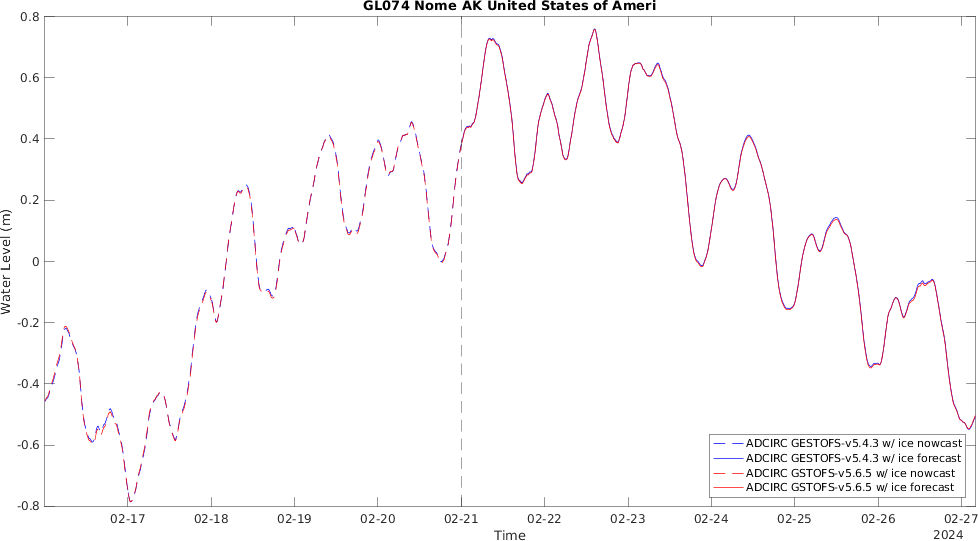 GL074 Nome AK United States of Ameri
Water Level (m)
0.8
0.6
0.4
0.2
0
-0.2
-0.4
-0.6
-0.8
ADCIRC GESTOFS-v5.4.3 w/ ice nowcast
ADCIRC GESTOFS-v5.4.3 w/ ice forecast
ADCIRC GSTOFS-v5.6.5 w/ ice nowcast
ADCIRC GSTOFS-v5.6.5 w/ ice forecast
02-17 02-18 02-19 02-20 02-21 02-22 02-23 02-24 02-25 02-26 02-27
Time
2024